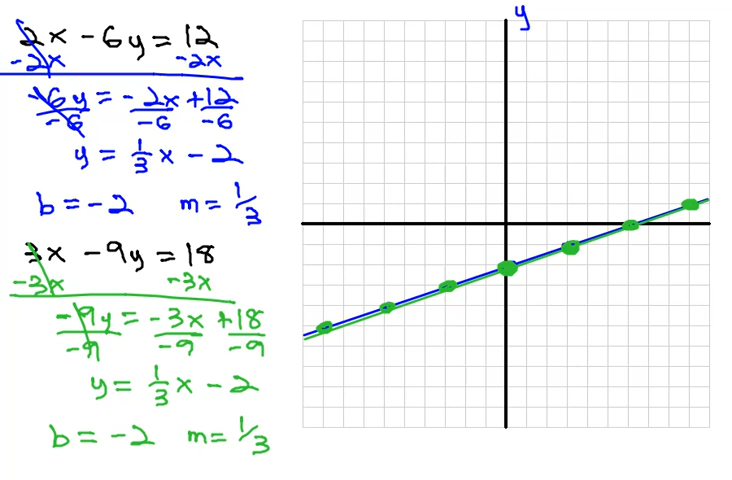 2x - 6y = 12
-2x -2x
-6y = -2x + 12
-6 -6 -6
y = 1/3 x - 2
b = -2 m = 1/3
3x - 9y = 18
-3x -3x
-9y = -3x + 18
-9 -9 -9
y = 1/3 x - 2
b = -2 m = 1/3
y